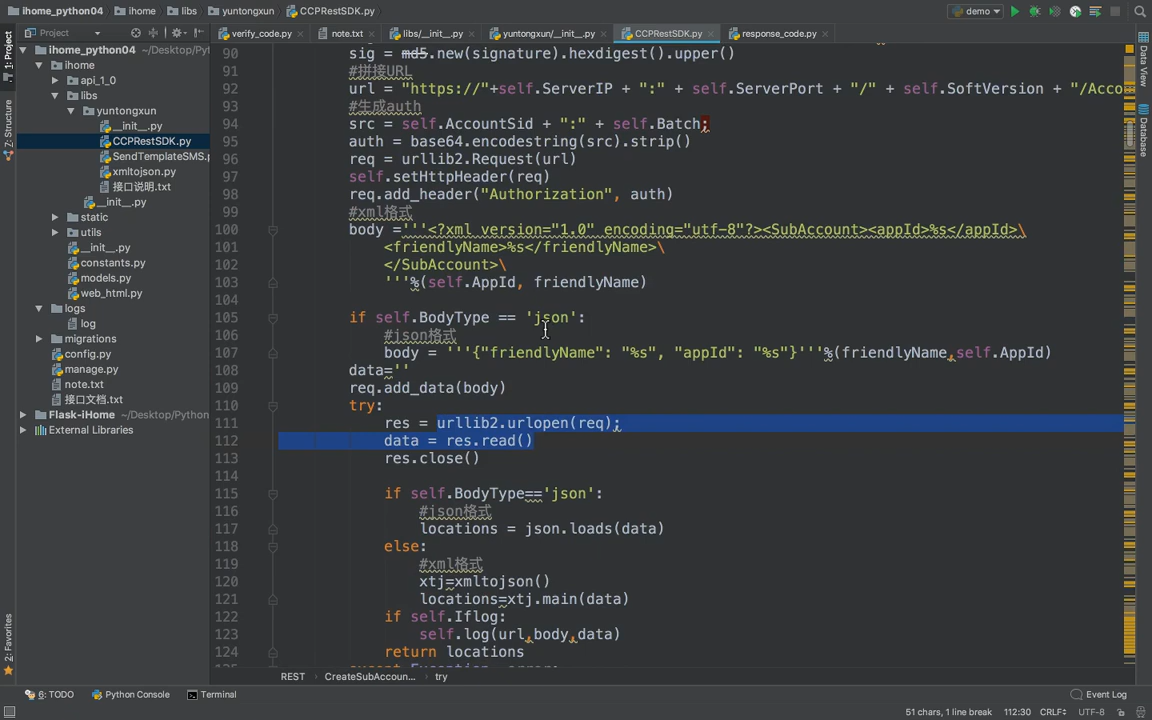 ihome_python04 ihome libs yuntongxun CCPRestSDK.py demo
Project verify_code.py note.txt libs/__init__.py yuntongxun/__init__.py CCPRestSDK.py response_code.py
1: Project
Z: Structure
2: Favorites
Data View
Database
ihome_python04 ~/Desktop/Pyt
ihome
api_1_0
libs
yuntongxun
__init__.py
CCPRestSDK.py
SendTemplateSMS.p
xmltojson.py
接口说明.txt
__init__.py
static
utils
__init__.py
constants.py
models.py
web_html.py
logs
log
migrations
config.py
manage.py
note.txt
接口文档.txt
Flask-iHome ~/Desktop/Python
External Libraries
90 sig = md5.new(signature).hexdigest().upper()
91 #拼接URL
92 url = "https://"+self.ServerIP + ":" + self.ServerPort + "/" + self.SoftVersion + "/Acco
93 #生成auth
94 src = self.AccountSid + ":" + self.Batch;
95 auth = base64.encodestring(src).strip()
96 req = urllib2.Request(url)
97 self.setHttpHeader(req)
98 req.add_header("Authorization", auth)
99 #xml格式
100 body ='''<?xml version="1.0" encoding="utf-8"?><SubAccount><appId>%s</appId>\
101 <friendlyName>%s</friendlyName>\
102 </SubAccount>\
103 '''%(self.AppId, friendlyName)
104
105 if self.BodyType == 'json':
106 #json格式
107 body = '''{"friendlyName": "%s", "appId": "%s"}'''%(friendlyName,self.AppId)
108 data=''
109 req.add_data(body)
110 try:
111 res = urllib2.urlopen(req);
112 data = res.read()
113 res.close()
114
115 if self.BodyType=='json':
116 #json格式
117 locations = json.loads(data)
118 else:
119 #xml格式
120 xtj=xmltojson()
121 locations=xtj.main(data)
122 if self.Iflog:
123 self.log(url,body,data)
124 return locations
REST CreateSubAccoun... try
6: TODO Python Console Terminal Event Log
51 chars, 1 line break 112:30 CRLF UTF-8